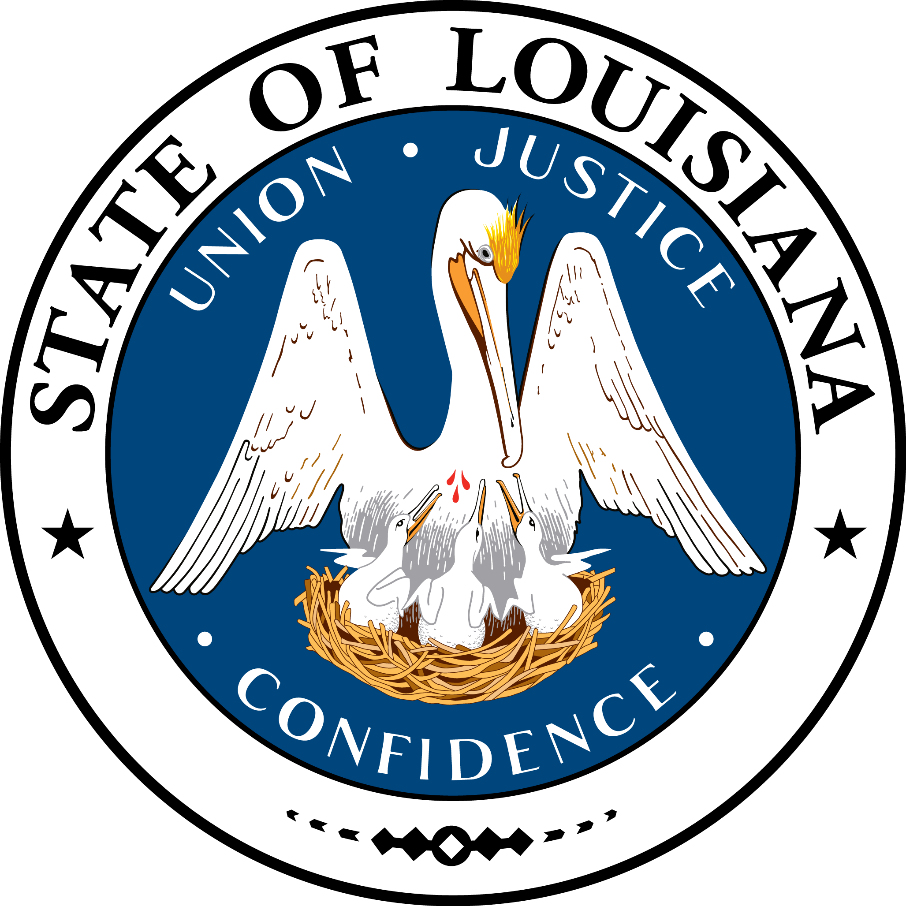 STATE OF LOUISIANA
UNION • JUSTICE
• CONFIDENCE •